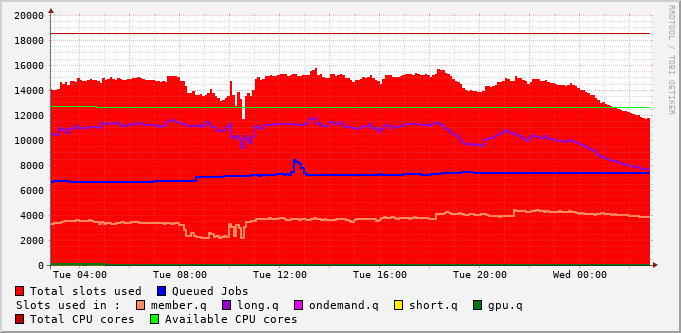 20000
18000
16000
14000
12000
10000
8000
6000
4000
2000
0
Tue 04:00 Tue 08:00 Tue 12:00 Tue 16:00 Tue 20:00 Wed 00:00
Total slots used Queued Jobs
Slots used in : member.q long.q ondemand.q short.q gpu.q
Total CPU cores Available CPU cores
RRDTOOL / TOBI OETIKER